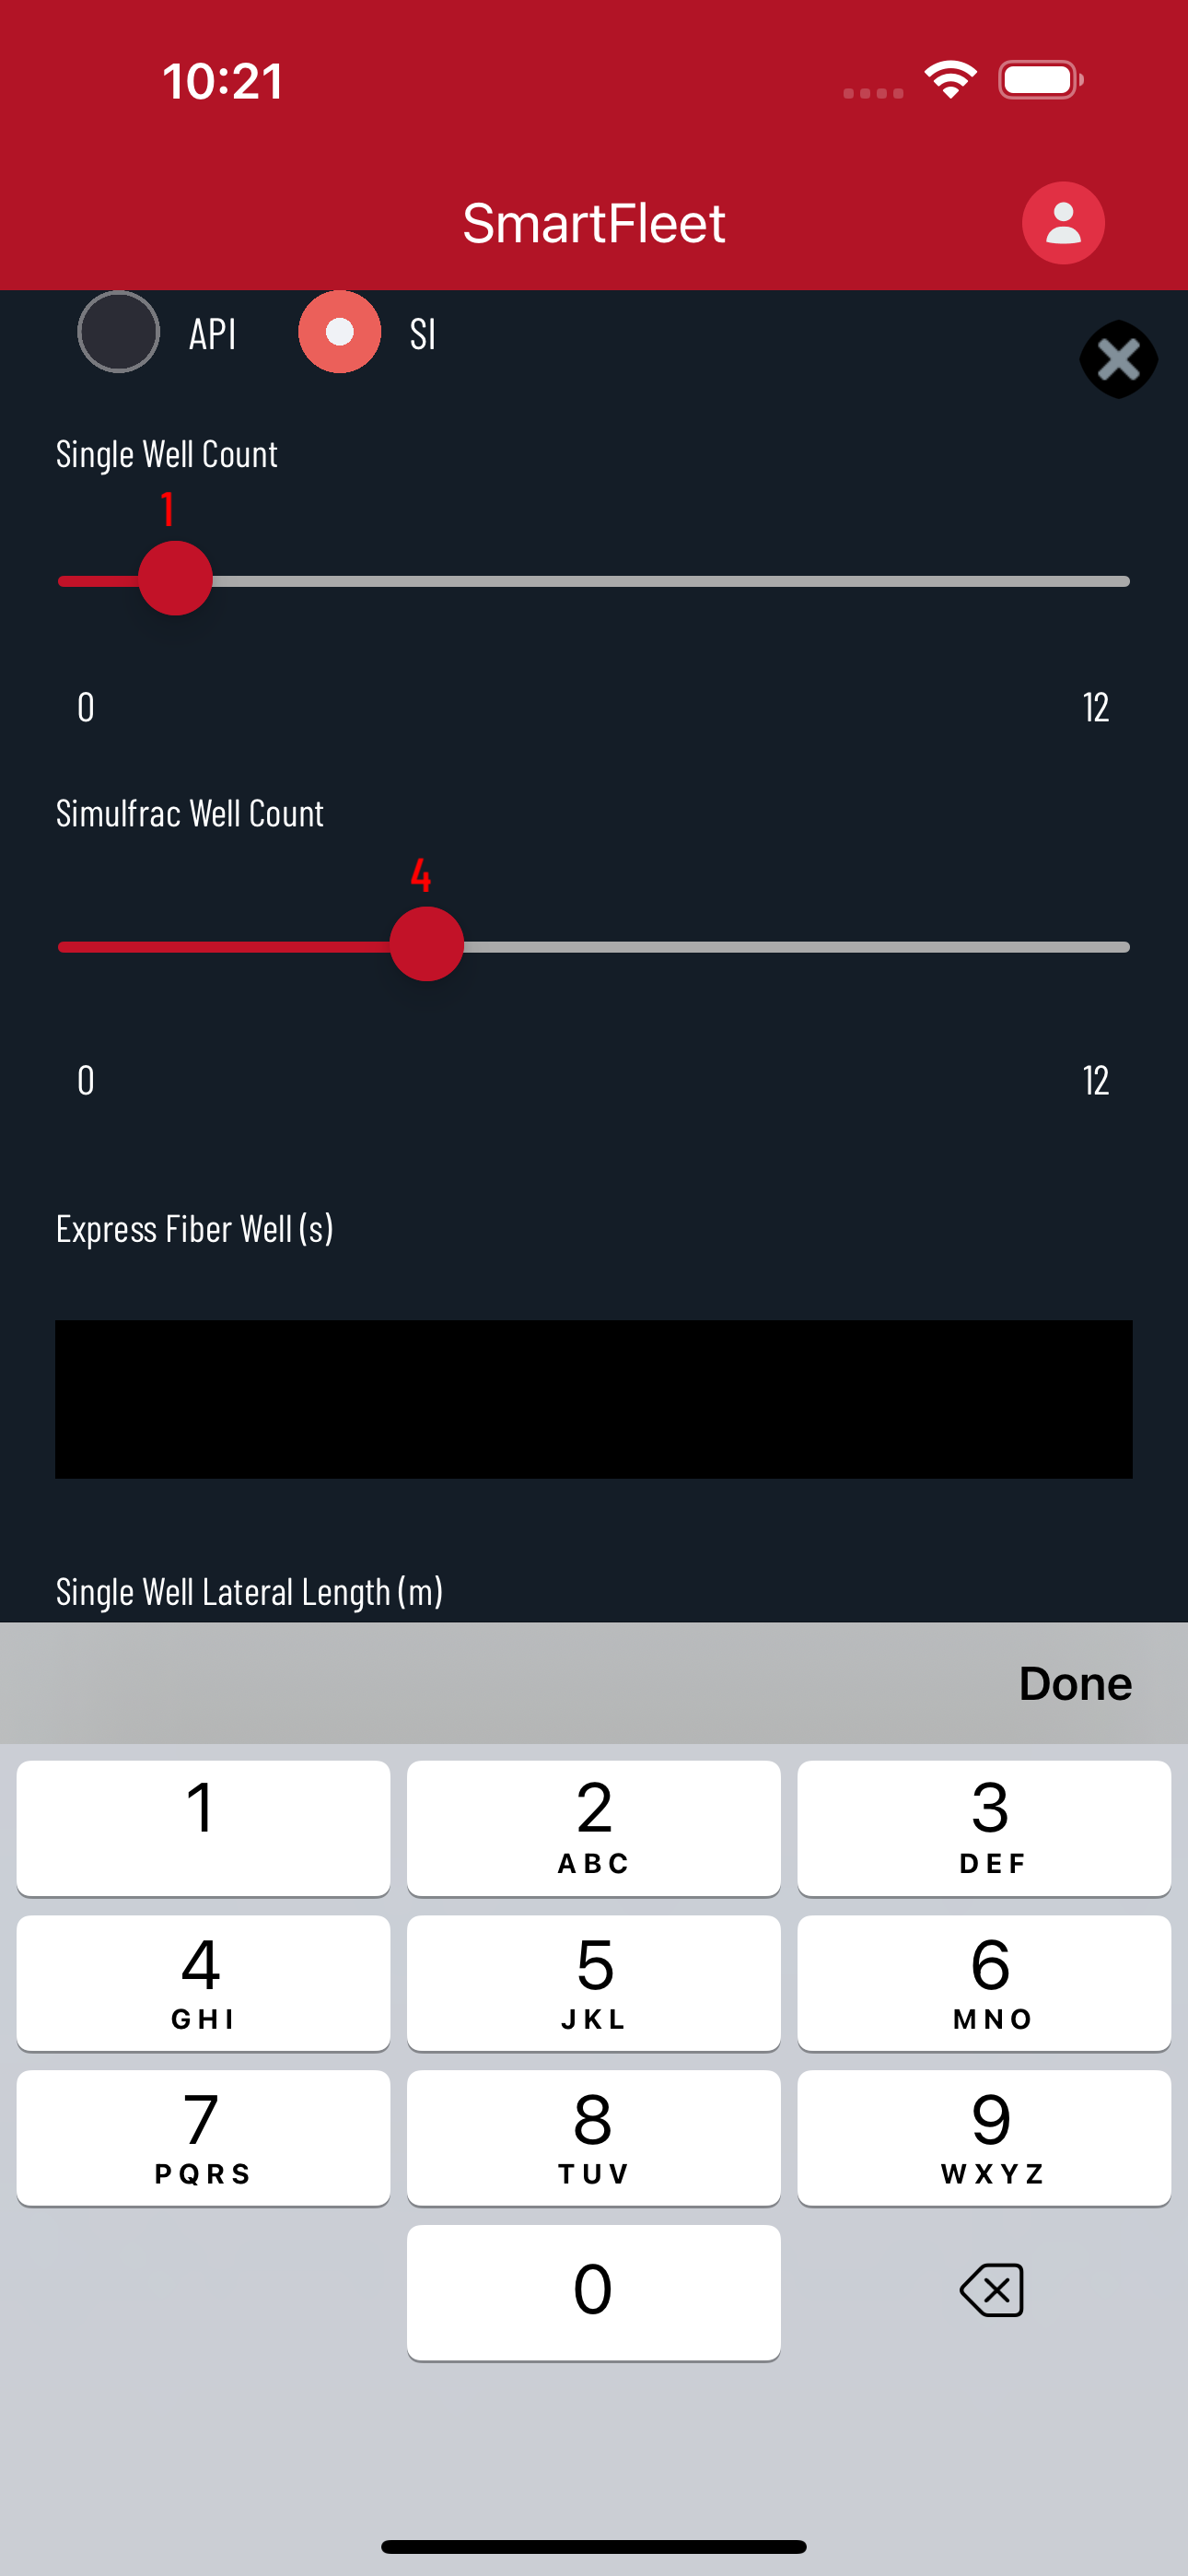 10:21
SmartFleet
API SI
Single Well Count
1
0 12
Simulfrac Well Count
4
0 12
Express Fiber Well (s)
Single Well Lateral Length (m)
Done
1 2 3
ABC DEF
4 5 6
GHI JKL MNO
7 8 9
PQRS TUV WXYZ
0